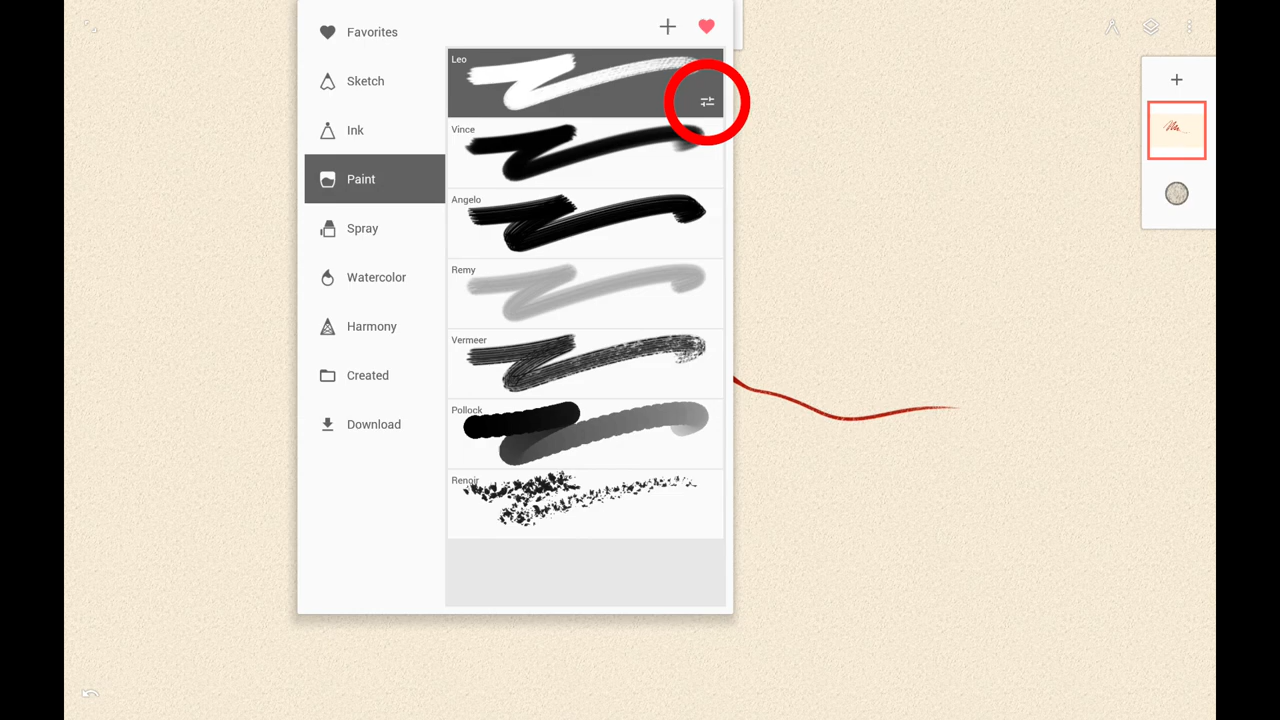 Favorites
Sketch
Ink
Paint
Spray
Watercolor
Harmony
Created
Download
Leo
Vince
Angelo
Remy
Vermeer
Pollock
Renoir